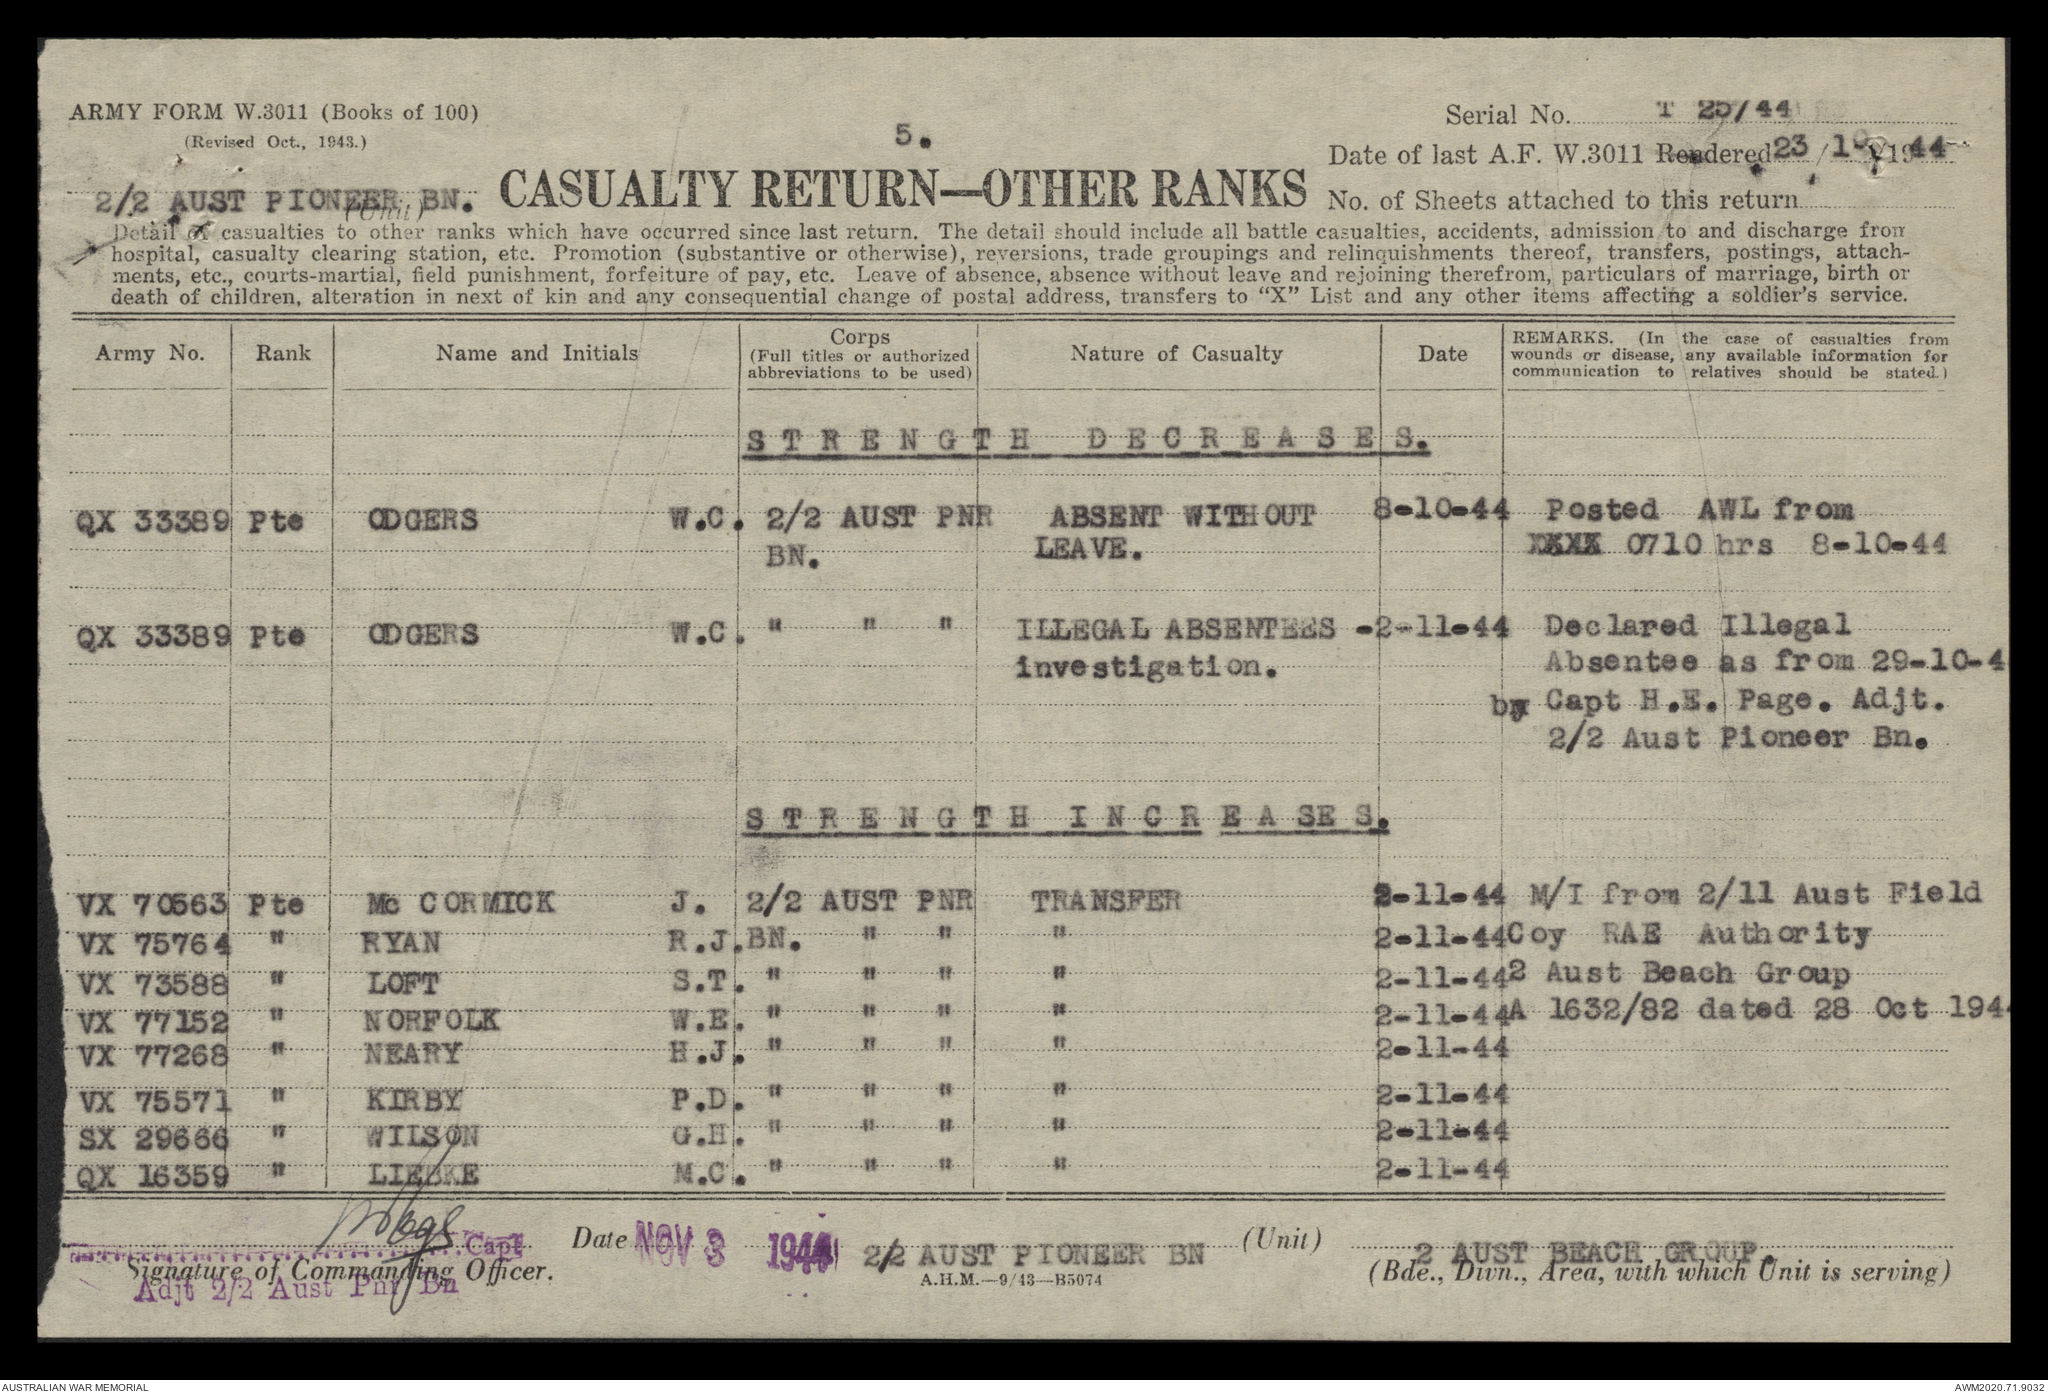 ARMY FORM W.3011 (Books of 100)
(Revised Oct., 1943.)
5.
Serial No. T 25/44
Date of last A.F. W.3011 Rendered 23/10/1944
2/2 AUST PIONEER BN.
(Unit)
CASUALTY RETURN—OTHER RANKS
No. of Sheets attached to this return
Detail of casualties to other ranks which have occurred since last return. The detail should include all battle casualties, accidents, admission to and discharge from
hospital, casualty clearing station, etc. Promotion (substantive or otherwise), reversions, trade groupings and relinquishments thereof, transfers, postings, attach-
ments, etc., courts-martial, field punishment, forfeiture of pay, etc. Leave of absence, absence without leave and rejoining therefrom, particulars of marriage, birth or
death of children, alteration in next of kin and any consequential change of postal address, transfers to “X” List and any other items affecting a soldier’s service.
Army No. Rank Name and Initials Corps (Full titles or authorized abbreviations to be used) Nature of Casualty Date REMARKS. (In the case of casualties from wounds or disease, any available information for communication to relatives should be stated.)
STRENGTH DECREASES.
QX 33389 Pte ODGERS W.C. 2/2 AUST PNR ABSENT WITHOUT 8-10-44 Posted AWL from
BN. LEAVE. XXXX 0710 hrs 8-10-44
QX 33389 Pte ODGERS W.C. " " " ILLEGAL ABSENTEES - 2-11-44 Declared Illegal
investigation. Absentee as from 29-10-4
by Capt H.E. Page. Adjt.
2/2 Aust Pioneer Bn.
STRENGTH INCREASES.
VX 70563 Pte Mc CORMICK J. 2/2 AUST PNR TRANSFER 2-11-44 M/I from 2/11 Aust Field
VX 75764 " RYAN R.J. BN. " " " 2-11-44 Coy RAE Authority
VX 73588 " LOFT S.T. " " " " 2-11-44 2 Aust Beach Group
VX 77152 " NORFOLK W.E. " " " " 2-11-44 A 1632/82 dated 28 Oct 1944
VX 77268 " NEARY H.J. " " " " 2-11-44
VX 75571 " KIRBY P.D. " " " " 2-11-44
SX 29666 " WILSON G.H. " " " " 2-11-44
QX 16359 " LIEBKE M.C. " " " " 2-11-44
Capt Date NOV 3 1944 2/2 AUST PIONEER BN (Unit) 2 AUST BEACH GROUP.
Signature of Commanding Officer. A.H.M.—9/43—B5074 (Bde., Divn., Area, with which Unit is serving)
Adjt 2/2 Aust Pnr Bn
AUSTRALIAN WAR MEMORIAL AWM2020.71.9032